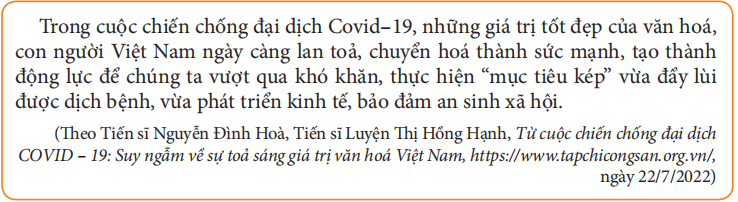 Trong cuộc chiến chống đại dịch Covid–19, những giá trị tốt đẹp của văn hoá,
con người Việt Nam ngày càng lan toả, chuyển hoá thành sức mạnh, tạo thành
động lực để chúng ta vượt qua khó khăn, thực hiện “mục tiêu kép” vừa đẩy lùi
được dịch bệnh, vừa phát triển kinh tế, bảo đảm an sinh xã hội.
(Theo Tiến sĩ Nguyễn Đình Hoà, Tiến sĩ Luyện Thị Hồng Hạnh, Từ cuộc chiến chống đại dịch
COVID – 19: Suy ngẫm về sự toả sáng giá trị văn hoá Việt Nam, https://www.tapchicongsan.org.vn/,
ngày 22/7/2022)